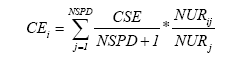 CE_i = \sum_{j=1}^{NSPD} \frac{CSE}{NSPD+1} * \frac{NUR_{ij}}{NUR_j}